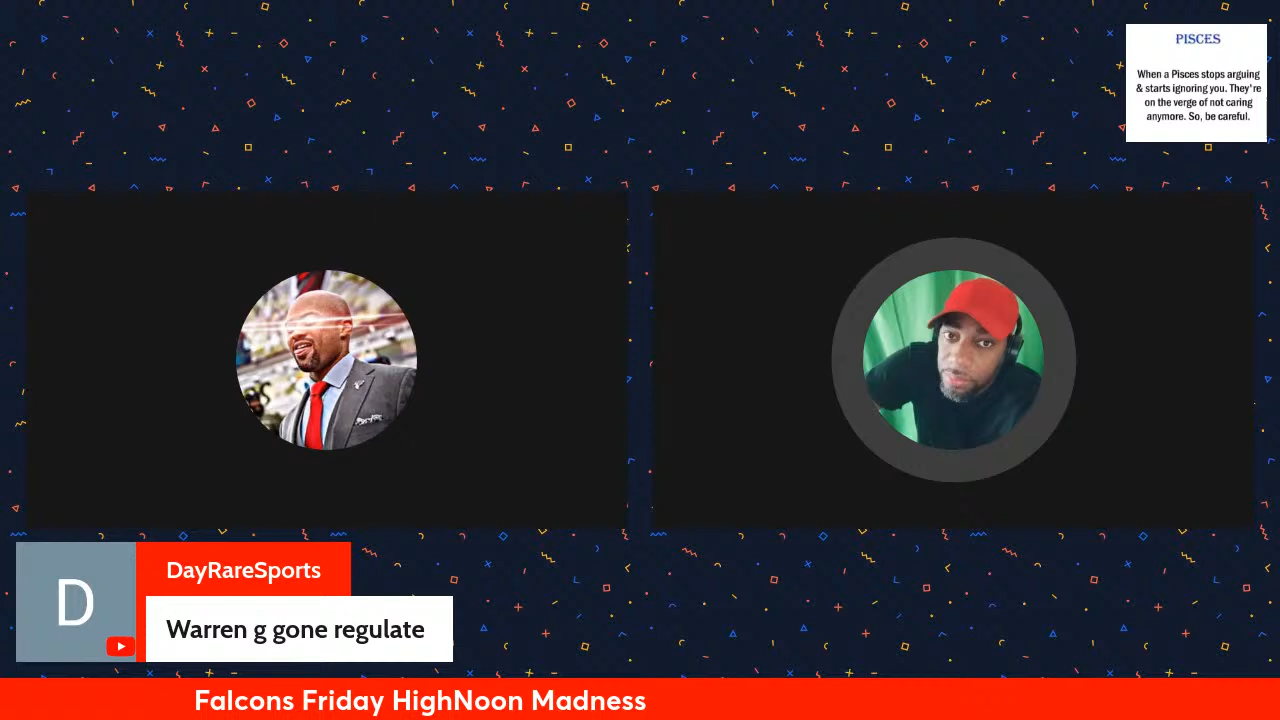 PISCES
When a Pisces stops arguing
& starts ignoring you. They're
on the verge of not caring
anymore. So, be careful.
D
DayRareSports
Warren g gone regulate
Falcons Friday HighNoon Madness